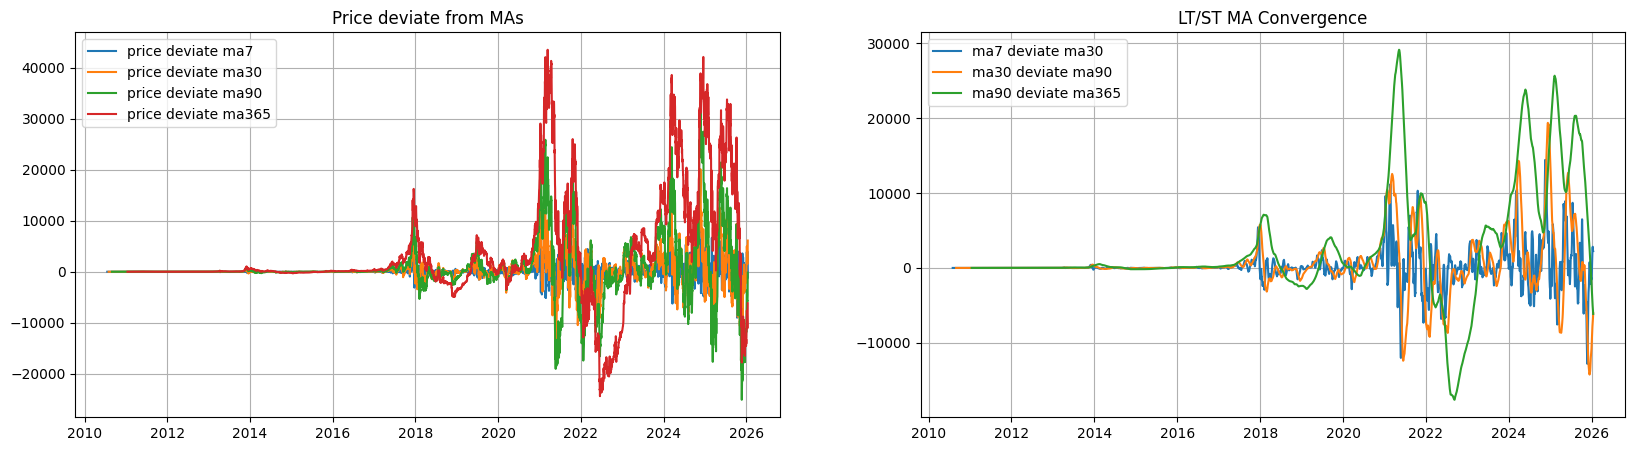 Price deviate from MAs
price deviate ma7
price deviate ma30
price deviate ma90
price deviate ma365
40000
30000
20000
10000
0
−10000
−20000
2010 2012 2014 2016 2018 2020 2022 2024 2026
LT/ST MA Convergence
ma7 deviate ma30
ma30 deviate ma90
ma90 deviate ma365
30000
20000
10000
0
−10000
2010 2012 2014 2016 2018 2020 2022 2024 2026